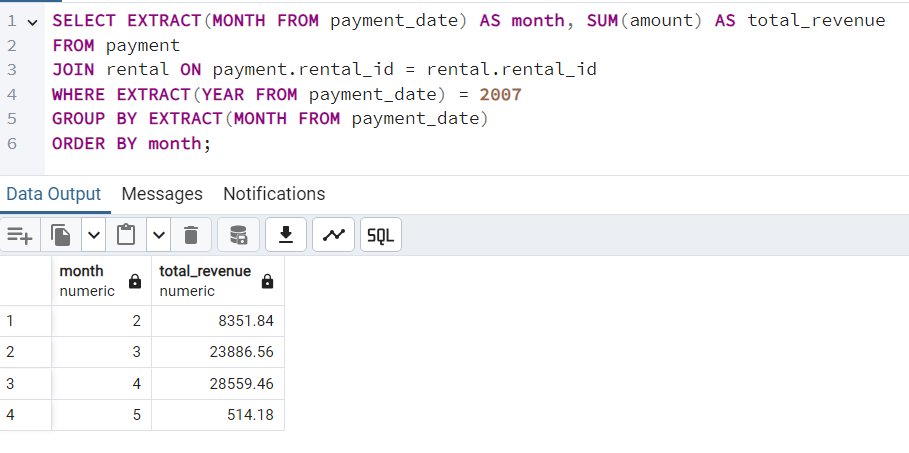 1 SELECT EXTRACT(MONTH FROM payment_date) AS month, SUM(amount) AS total_revenue
2 FROM payment
3 JOIN rental ON payment.rental_id = rental.rental_id
4 WHERE EXTRACT(YEAR FROM payment_date) = 2007
5 GROUP BY EXTRACT(MONTH FROM payment_date)
6 ORDER BY month;
Data Output Messages Notifications
SQL
month total_revenue
numeric numeric
1 2 8351.84
2 3 23886.56
3 4 28559.46
4 5 514.18